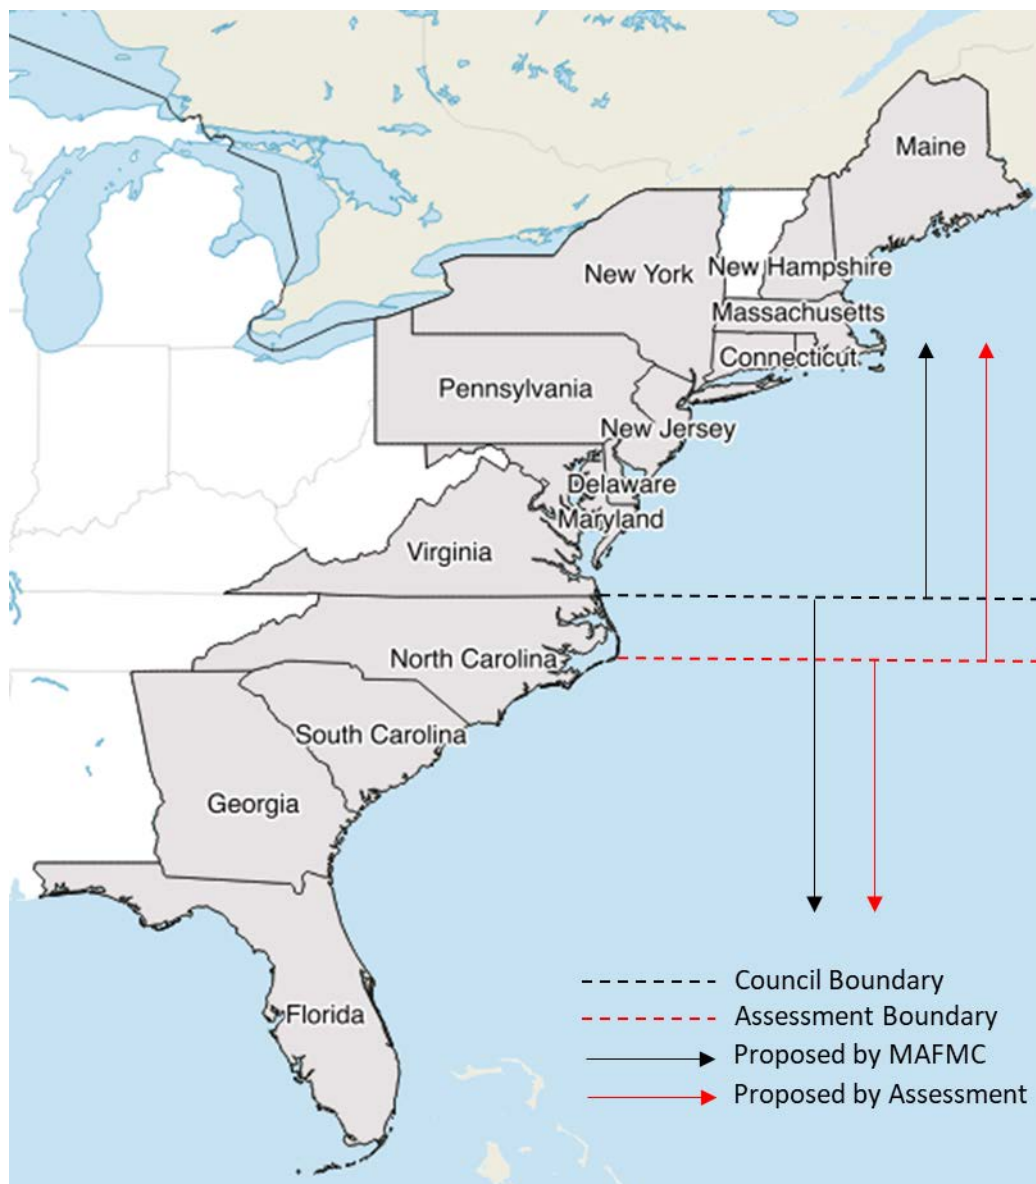 Maine
New York
New Hampshire
Massachusetts
Connecticut
Pennsylvania
New Jersey
Delaware
Maryland
Virginia
North Carolina
South Carolina
Georgia
Florida
Council Boundary
Assessment Boundary
Proposed by MAFMC
Proposed by Assessment